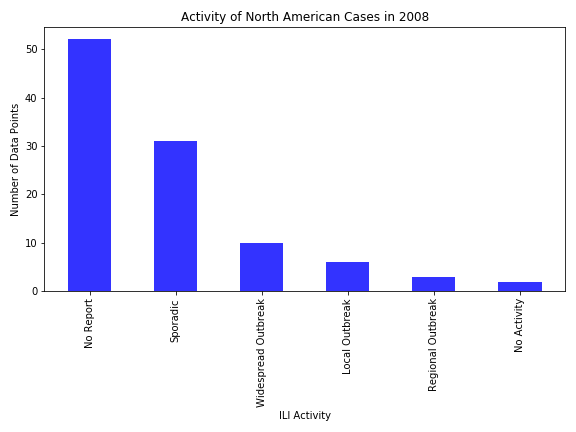 Activity of North American Cases in 2008
Number of Data Points
50
40
30
20
10
0
No Report
Sporadic
Widespread Outbreak
Local Outbreak
Regional Outbreak
No Activity
ILI Activity